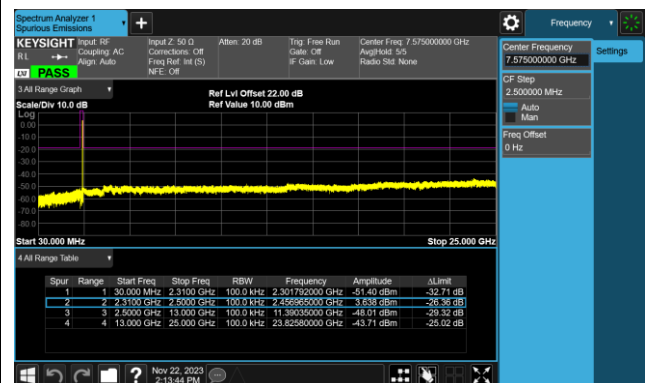 Spectrum Analyzer 1
Spurious Emissions
Frequency
KEYSIGHT
R L
LXI
PASS
Input: RF
Coupling: AC
Align: Auto
Input Z: 50 Ω
Corrections: Off
Freq Ref: Int (S)
NFE: Off
Atten: 20 dB
Trig: Free Run
Gate: Off
IF Gain: Low
Center Freq: 7.575000000 GHz
Avg|Hold: 5/5
Radio Std: None
Center Frequency
7.575000000 GHz
Settings
CF Step
2.500000 MHz
Auto
Man
Freq Offset
0 Hz
3 All Range Graph
Scale/Div 10.0 dB
Ref Lvl Offset 22.00 dB
Ref Value 10.00 dBm
Log
0.00
-10.0
-20.0
-30.0
-40.0
-50.0
-60.0
-70.0
-80.0
Start 30.000 MHz
Stop 25.000 GHz
4 All Range Table
Spur Range Start Freq Stop Freq RBW Frequency Amplitude ΔLimit
1 1 30.000 MHz 2.3100 GHz 100.0 kHz 2.301792000 GHz -51.40 dBm -32.71 dB
2 2 2.3100 GHz 2.5000 GHz 100.0 kHz 2.456965000 GHz 3.638 dBm -26.36 dB
3 3 2.5000 GHz 13.000 GHz 100.0 kHz 11.39035000 GHz -48.01 dBm -29.32 dB
4 4 13.000 GHz 25.000 GHz 100.0 kHz 23.82580000 GHz -43.71 dBm -25.02 dB
?
Nov 22, 2023
2:13:44 PM